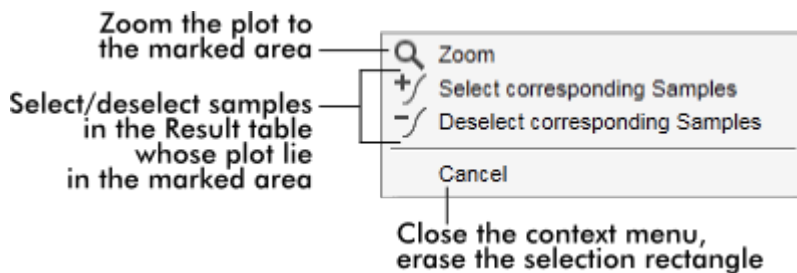 Zoom the plot to
the marked area
Zoom
Select corresponding Samples
Select/deselect samples
in the Result table
whose plot lie
in the marked area
Deselect corresponding Samples
Cancel
Close the context menu,
erase the selection rectangle